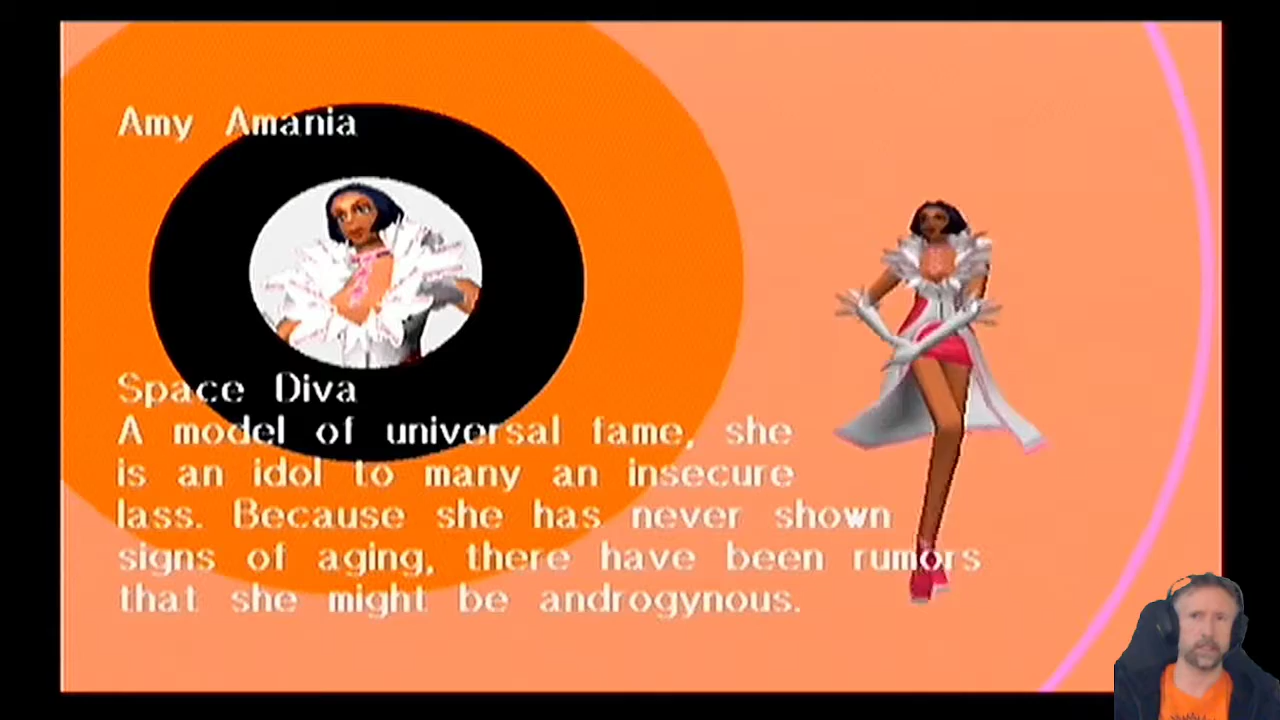 Amy Amania
Space Diva
A model of universal fame, she
is an idol to many an insecure
lass. Because she has never shown
signs of aging, there have been rumors
that she might be androgynous.